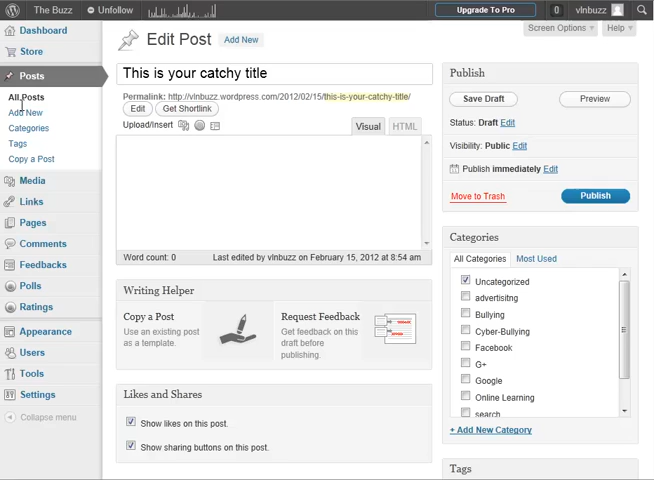 The Buzz
Unfollow
Upgrade To Pro
0
vlnbuzz
Dashboard
Store
Posts
All Posts
Add New
Categories
Tags
Copy a Post
Media
Links
Pages
Comments
Feedbacks
Polls
Ratings
Appearance
Users
Tools
Settings
Collapse menu
Screen Options
Help
Edit Post Add New
This is your catchy title
Permalink: http://vlnbuzz.wordpress.com/2012/02/15/this-is-your-catchy-title/
Edit Get Shortlink
Upload/Insert
Visual HTML
Word count: 0 Last edited by vlnbuzz on February 15, 2012 at 8:54 am
Writing Helper
Copy a Post
Use an existing post
as a template.
Request Feedback
Get feedback on this
draft before
publishing.
Likes and Shares
Show likes on this post.
Show sharing buttons on this post.
Publish
Save Draft Preview
Status: Draft Edit
Visibility: Public Edit
Publish immediately Edit
Move to Trash Publish
Categories
All Categories Most Used
Uncategorized
advertisitng
Bullying
Cyber-Bullying
Facebook
G+
Google
Online Learning
search
+ Add New Category
Tags